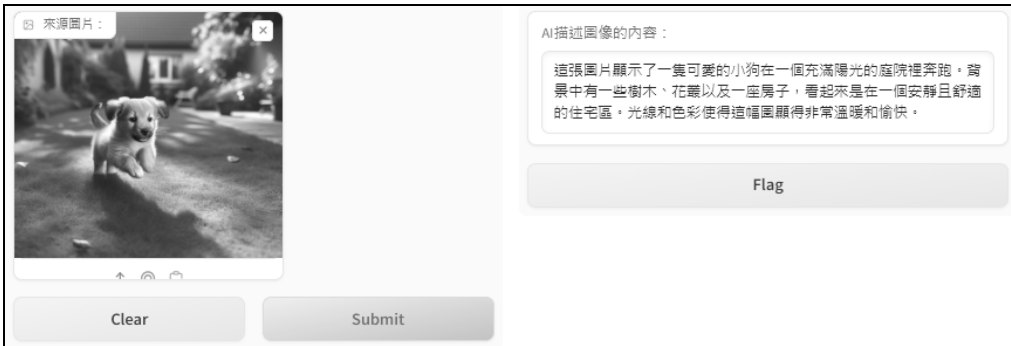 來源圖片：
Clear
Submit
AI描述圖像的內容：
這張圖片顯示了一隻可愛的小狗在一個充滿陽光的庭院裡奔跑。背
景中有一些樹木、花叢以及一座房子，看起來是在一個安靜且舒適
的住宅區。光線和色彩使得這幅圖顯得非常溫暖和愉快。
Flag